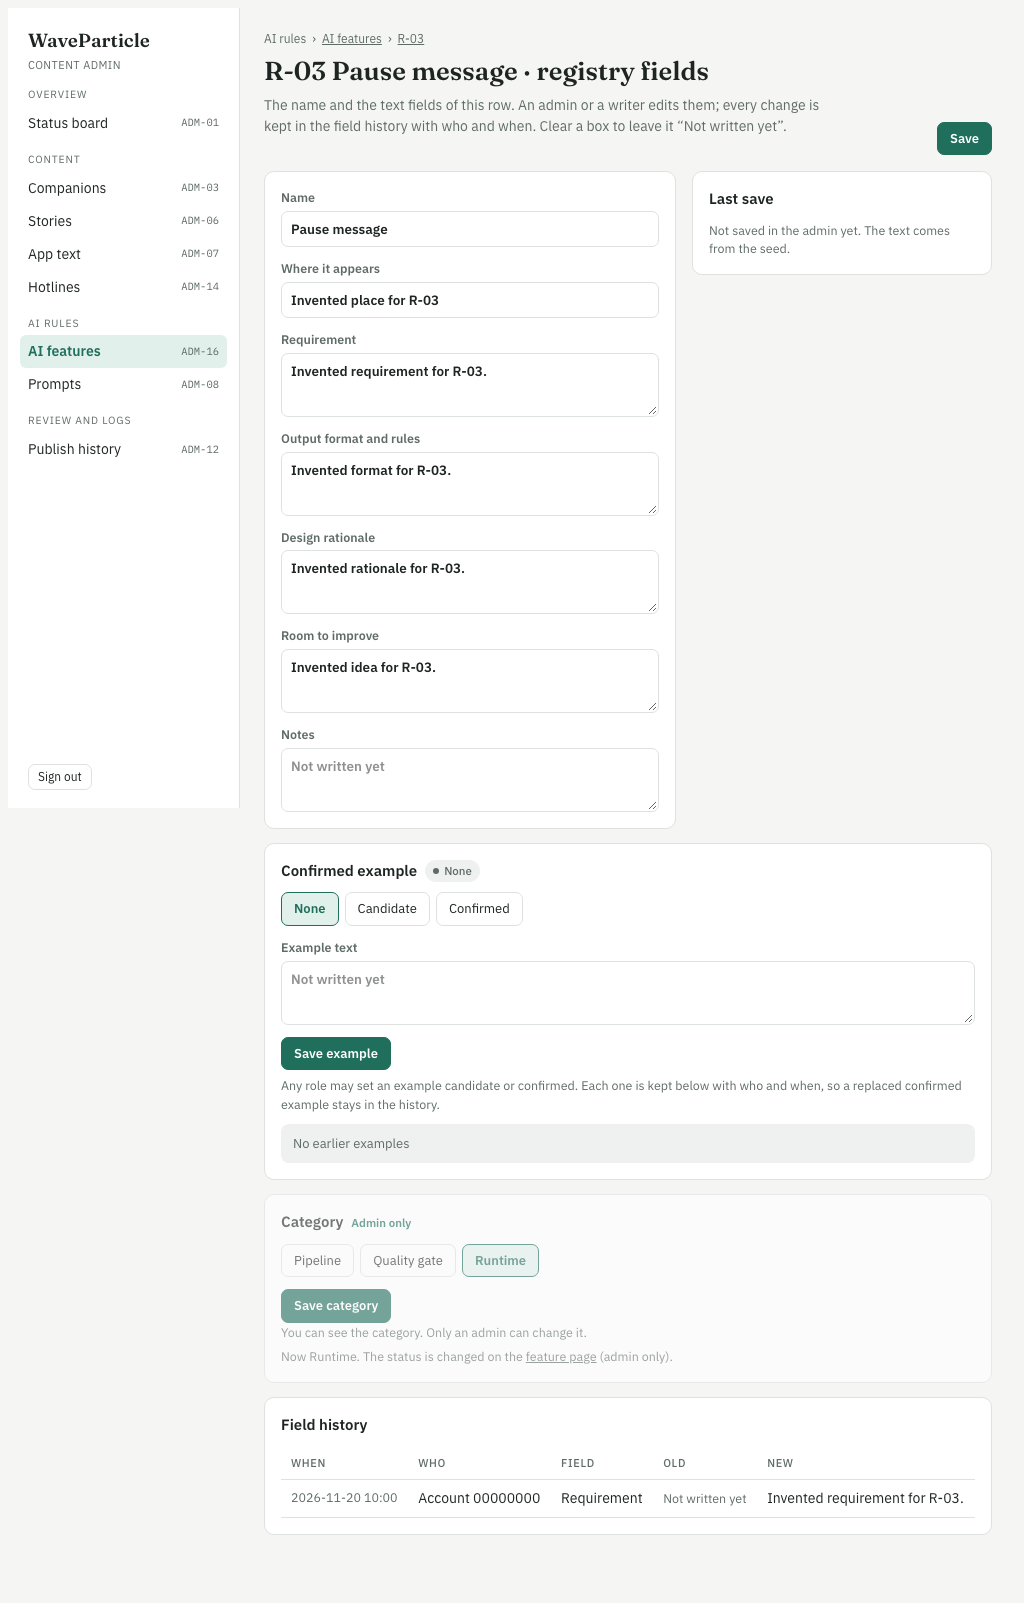 WaveParticle
CONTENT ADMIN
OVERVIEW
Status board ADM-01
CONTENT
Companions ADM-03
Stories ADM-06
App text ADM-07
Hotlines ADM-14
AI RULES
AI features ADM-16
Prompts ADM-08
REVIEW AND LOGS
Publish history ADM-12
Sign out
AI rules › AI features › R-03
R-03 Pause message · registry fields
The name and the text fields of this row. An admin or a writer edits them; every change is
kept in the field history with who and when. Clear a box to leave it “Not written yet”.
Save
Name
Pause message
Where it appears
Invented place for R-03
Requirement
Invented requirement for R-03.
Output format and rules
Invented format for R-03.
Design rationale
Invented rationale for R-03.
Room to improve
Invented idea for R-03.
Notes
Not written yet
Last save
Not saved in the admin yet. The text comes
from the seed.
Confirmed example None
None Candidate Confirmed
Example text
Not written yet
Save example
Any role may set an example candidate or confirmed. Each one is kept below with who and when, so a replaced confirmed
example stays in the history.
No earlier examples
Category Admin only
Pipeline Quality gate Runtime
Save category
You can see the category. Only an admin can change it.
Now Runtime. The status is changed on the feature page (admin only).
Field history
WHEN WHO FIELD OLD NEW
2026-11-20 10:00 Account 00000000 Requirement Not written yet Invented requirement for R-03.